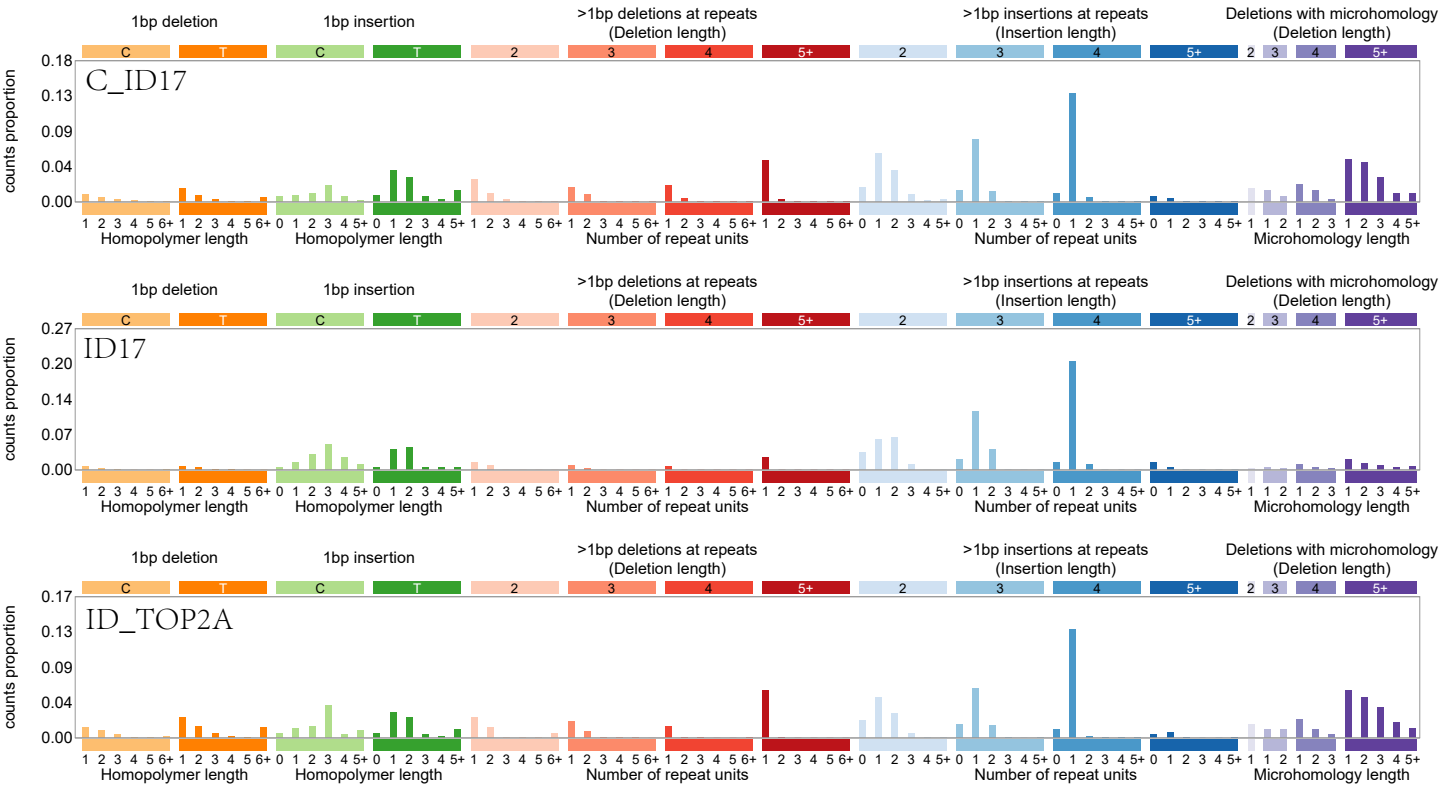 1bp deletion 1bp insertion >1bp deletions at repeats >1bp insertions at repeats Deletions with microhomology
(Deletion length) (Insertion length) (Deletion length)
C T C T 2 3 4 5+ 2 3 4 5+ 2 3 4 5+
counts proportion
0.18
0.13
0.09
0.04
0.00
C_ID17
1 2 3 4 5 6+ 1 2 3 4 5 6+ 0 1 2 3 4 5+ 0 1 2 3 4 5+ 1 2 3 4 5 6+ 1 2 3 4 5 6+ 1 2 3 4 5 6+ 1 2 3 4 5 6+ 0 1 2 3 4 5+ 0 1 2 3 4 5+ 0 1 2 3 4 5+ 0 1 2 3 4 5+ 1 1 2 1 2 3 1 2 3 4 5+
Homopolymer length Homopolymer length Number of repeat units Number of repeat units Microhomology length
1bp deletion 1bp insertion >1bp deletions at repeats >1bp insertions at repeats Deletions with microhomology
(Deletion length) (Insertion length) (Deletion length)
C T C T 2 3 4 5+ 2 3 4 5+ 2 3 4 5+
counts proportion
0.27
0.20
0.14
0.07
0.00
ID17
1 2 3 4 5 6+ 1 2 3 4 5 6+ 0 1 2 3 4 5+ 0 1 2 3 4 5+ 1 2 3 4 5 6+ 1 2 3 4 5 6+ 1 2 3 4 5 6+ 1 2 3 4 5 6+ 0 1 2 3 4 5+ 0 1 2 3 4 5+ 0 1 2 3 4 5+ 0 1 2 3 4 5+ 1 1 2 1 2 3 1 2 3 4 5+
Homopolymer length Homopolymer length Number of repeat units Number of repeat units Microhomology length
1bp deletion 1bp insertion >1bp deletions at repeats >1bp insertions at repeats Deletions with microhomology
(Deletion length) (Insertion length) (Deletion length)
C T C T 2 3 4 5+ 2 3 4 5+ 2 3 4 5+
counts proportion
0.17
0.13
0.09
0.04
0.00
ID_TOP2A
1 2 3 4 5 6+ 1 2 3 4 5 6+ 0 1 2 3 4 5+ 0 1 2 3 4 5+ 1 2 3 4 5 6+ 1 2 3 4 5 6+ 1 2 3 4 5 6+ 1 2 3 4 5 6+ 0 1 2 3 4 5+ 0 1 2 3 4 5+ 0 1 2 3 4 5+ 0 1 2 3 4 5+ 1 1 2 1 2 3 1 2 3 4 5+
Homopolymer length Homopolymer length Number of repeat units Number of repeat units Microhomology length